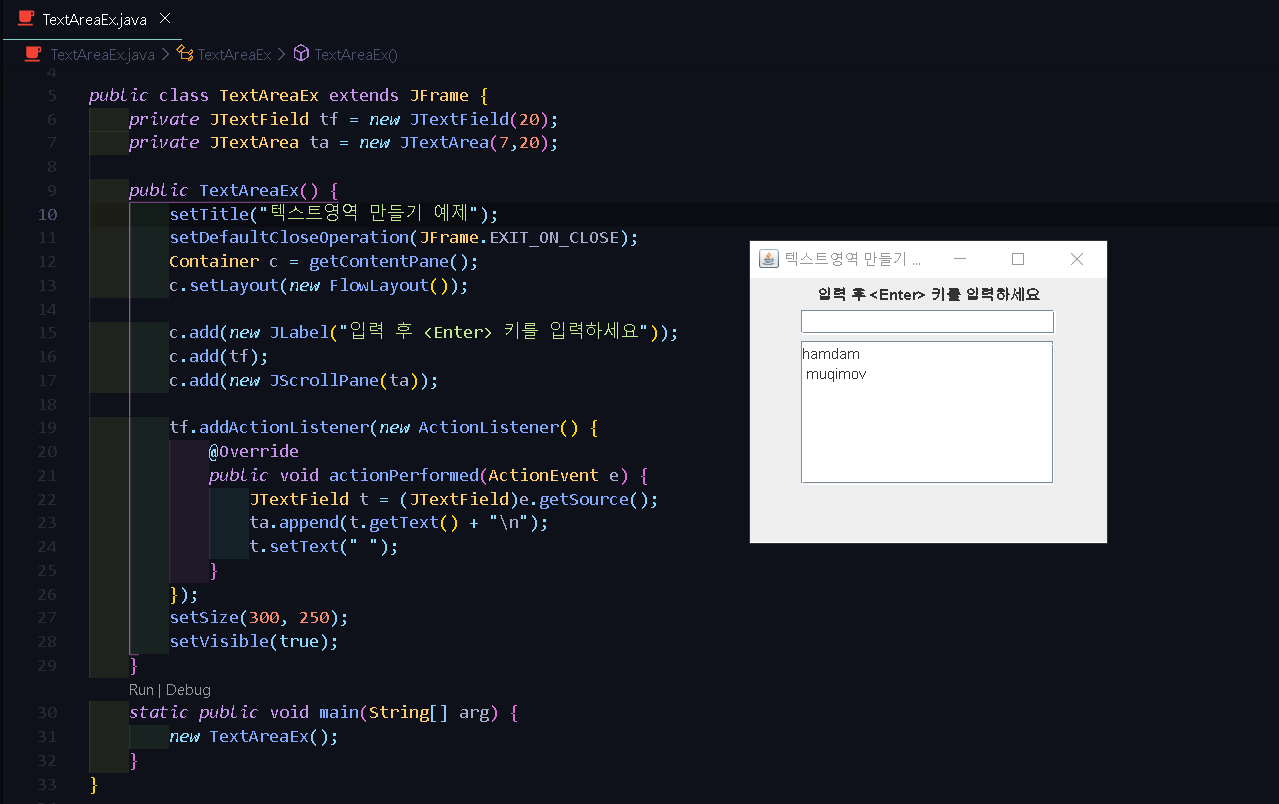 TextAreaEx.java
TextAreaEx.java > TextAreaEx > TextAreaEx()
4
5 public class TextAreaEx extends JFrame {
6 private JTextField tf = new JTextField(20);
7 private JTextArea ta = new JTextArea(7,20);
8
9 public TextAreaEx() {
10 setTitle("텍스트영역 만들기 예제");
11 setDefaultCloseOperation(JFrame.EXIT_ON_CLOSE);
12 Container c = getContentPane();
13 c.setLayout(new FlowLayout());
14
15 c.add(new JLabel("입력 후 <Enter> 키를 입력하세요"));
16 c.add(tf);
17 c.add(new JScrollPane(ta));
18
19 tf.addActionListener(new ActionListener() {
20 @Override
21 public void actionPerformed(ActionEvent e) {
22 JTextField t = (JTextField)e.getSource();
23 ta.append(t.getText() + "\n");
24 t.setText(" ");
25 }
26 });
27 setSize(300, 250);
28 setVisible(true);
29 }
Run | Debug
30 static public void main(String[] arg) {
31 new TextAreaEx();
32 }
33 }
텍스트영역 만들기 ...
입력 후 <Enter> 키를 입력하세요
hamdam
muqimov